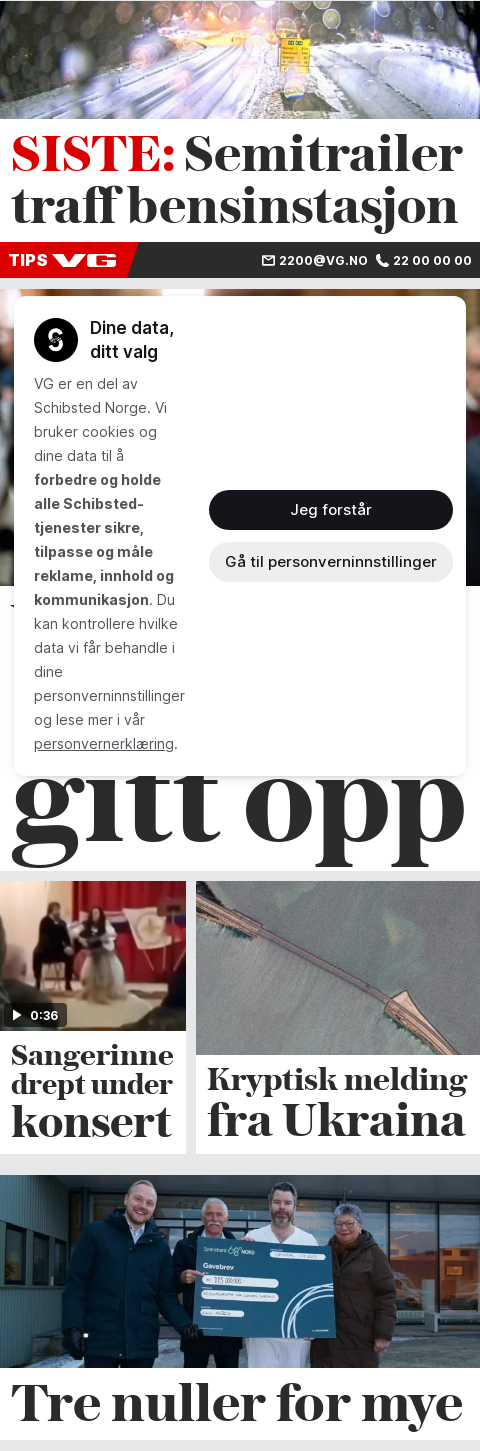 SISTE: Semitrailer
traff bensinstasjon
TIPS VG
2200@VG.NO 22 00 00 00
Dine data,
ditt valg
VG er en del av
Schibsted Norge. Vi
bruker cookies og
dine data til å
forbedre og holde
alle Schibsted-
tjenester sikre,
tilpasse og måle
reklame, innhold og
kommunikasjon. Du
kan kontrollere hvilke
data vi får behandle i
dine
personverninnstillinger
og lese mer i vår
personvernerklæring.
Jeg forstår
Gå til personverninnstillinger
gitt opp
0:36
Sangerinne
drept under
konsert
Kryptisk melding
fra Ukraina
Sparebank 68° Nord
Gavebrev
Tre nuller for mye